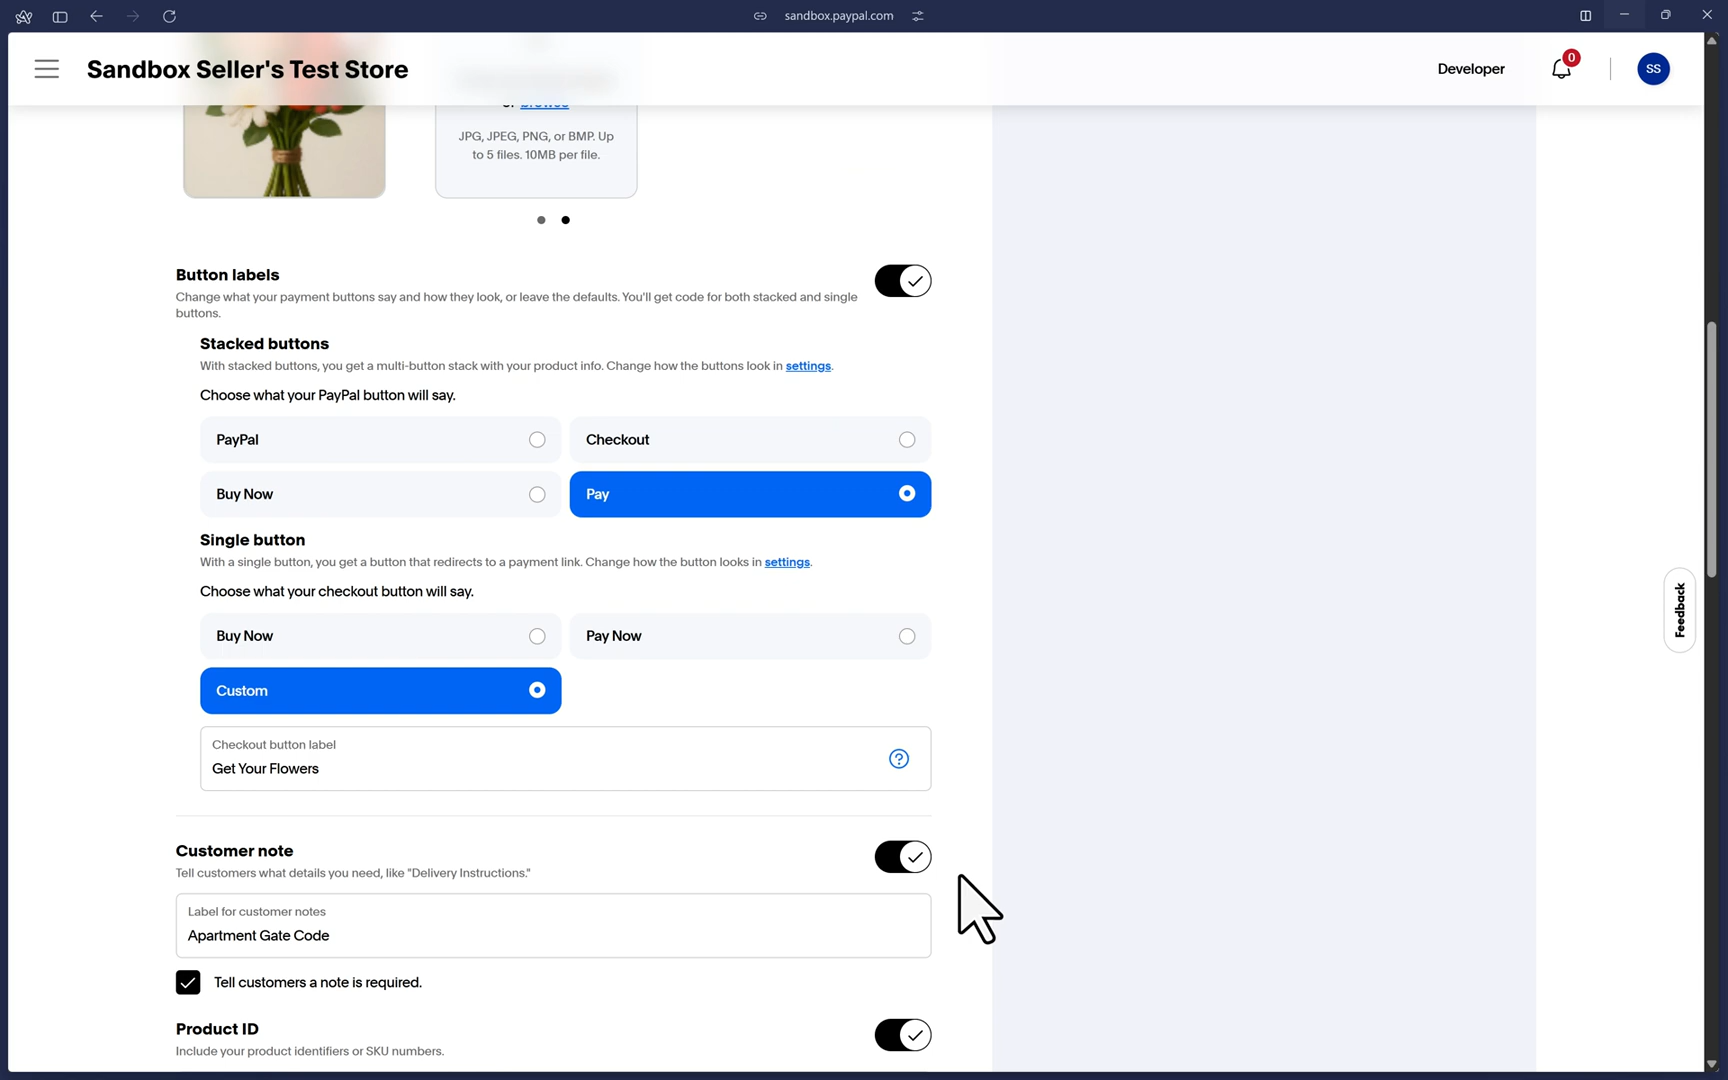 sandbox.paypal.com
Sandbox Seller's Test Store
Developer
0
SS
or browse
JPG, JPEG, PNG, or BMP. Up
to 5 files. 10MB per file.
Button labels
Change what your payment buttons say and how they look, or leave the defaults. You'll get code for both stacked and single
buttons.
Stacked buttons
With stacked buttons, you get a multi-button stack with your product info. Change how the buttons look in settings.
Choose what your PayPal button will say.
PayPal
Checkout
Buy Now
Pay
Single button
With a single button, you get a button that redirects to a payment link. Change how the button looks in settings.
Choose what your checkout button will say.
Buy Now
Pay Now
Custom
Checkout button label
Get Your Flowers
Feedback
Customer note
Tell customers what details you need, like "Delivery Instructions."
Label for customer notes
Apartment Gate Code
Tell customers a note is required.
Product ID
Include your product identifiers or SKU numbers.